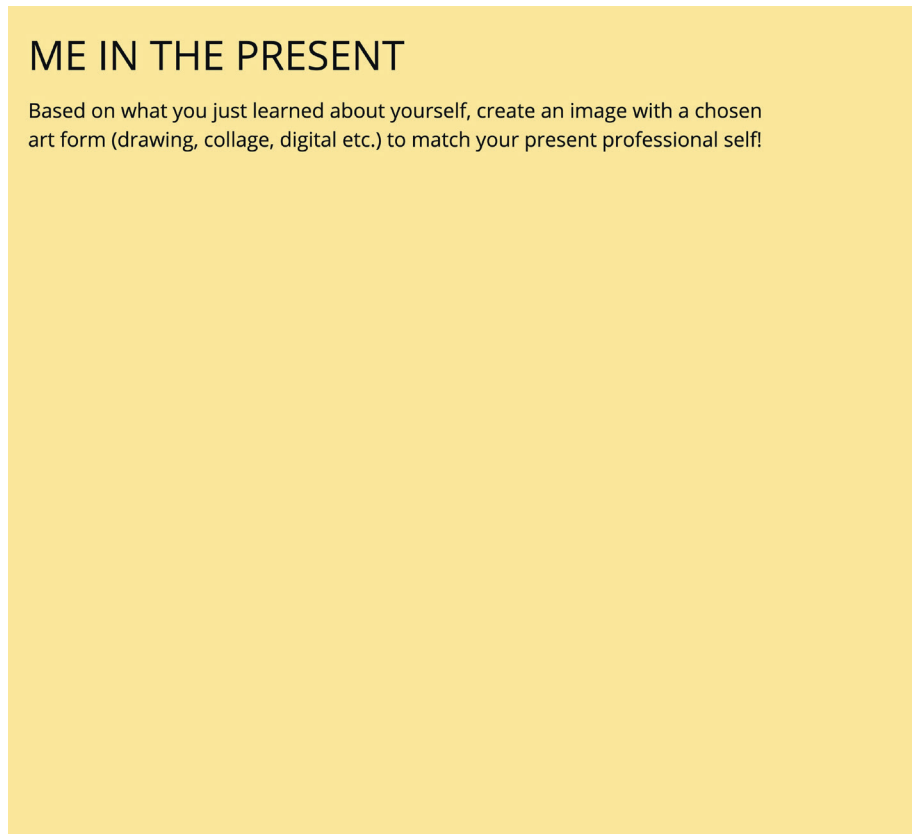 ME IN THE PRESENT
Based on what you just learned about yourself, create an image with a chosen
art form (drawing, collage, digital etc.) to match your present professional self!